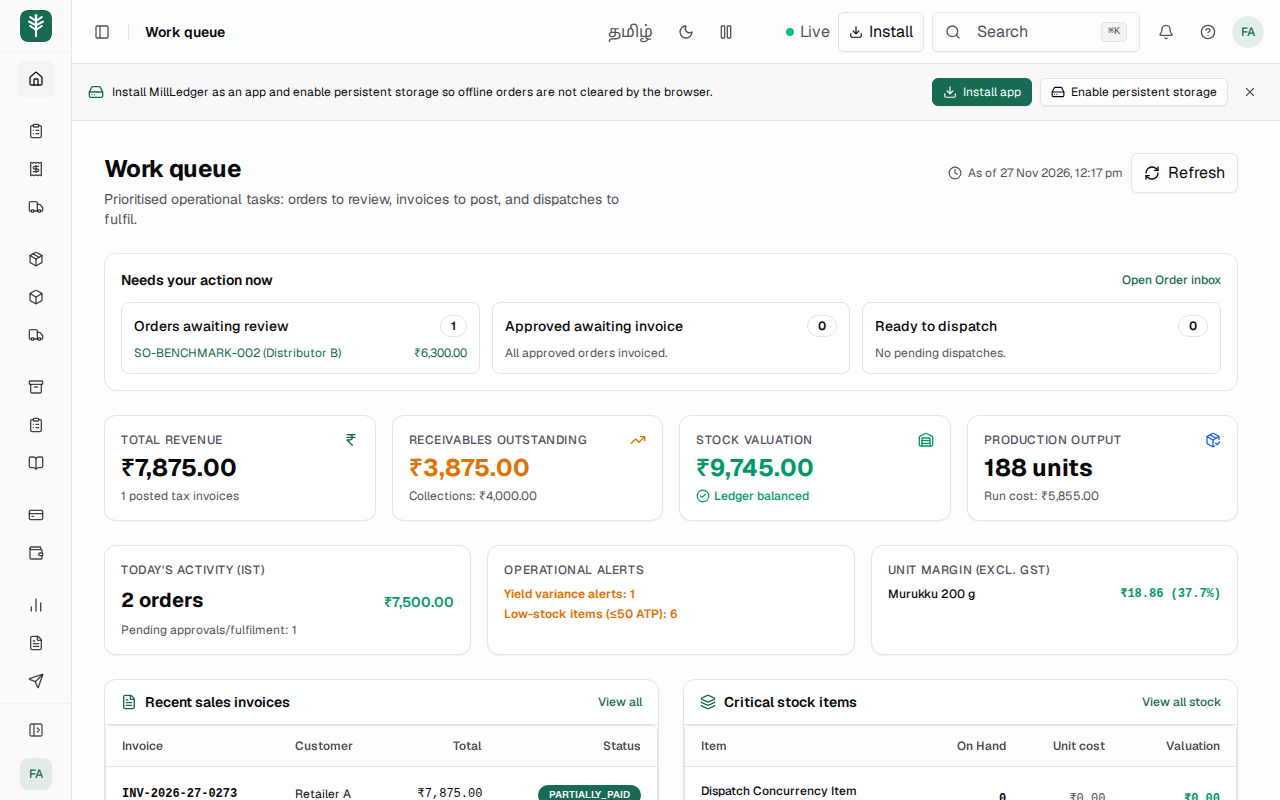 Work queue
தமிழ்
Live
Install
Search
⌘K
FA
Install MillLedger as an app and enable persistent storage so offline orders are not cleared by the browser.
Install app
Enable persistent storage
Work queue
As of 27 Nov 2026, 12:17 pm
Refresh
Prioritised operational tasks: orders to review, invoices to post, and dispatches to
fulfil.
Needs your action now
Open Order inbox
Orders awaiting review
1
SO-BENCHMARK-002 (Distributor B)
₹6,300.00
Approved awaiting invoice
0
All approved orders invoiced.
Ready to dispatch
0
No pending dispatches.
TOTAL REVENUE
₹7,875.00
1 posted tax invoices
RECEIVABLES OUTSTANDING
₹3,875.00
Collections: ₹4,000.00
STOCK VALUATION
₹9,745.00
Ledger balanced
PRODUCTION OUTPUT
188 units
Run cost: ₹5,855.00
TODAY'S ACTIVITY (IST)
2 orders
₹7,500.00
Pending approvals/fulfilment: 1
OPERATIONAL ALERTS
Yield variance alerts: 1
Low-stock items (≤50 ATP): 6
UNIT MARGIN (EXCL. GST)
Murukku 200 g
₹18.86 (37.7%)
Recent sales invoices
View all
Invoice Customer Total Status
INV-2026-27-0273 Retailer A ₹7,875.00 PARTIALLY_PAID
Critical stock items
View all stock
Item On Hand Unit cost Valuation
Dispatch Concurrency Item 0 ₹0.00 ₹0.00
FA